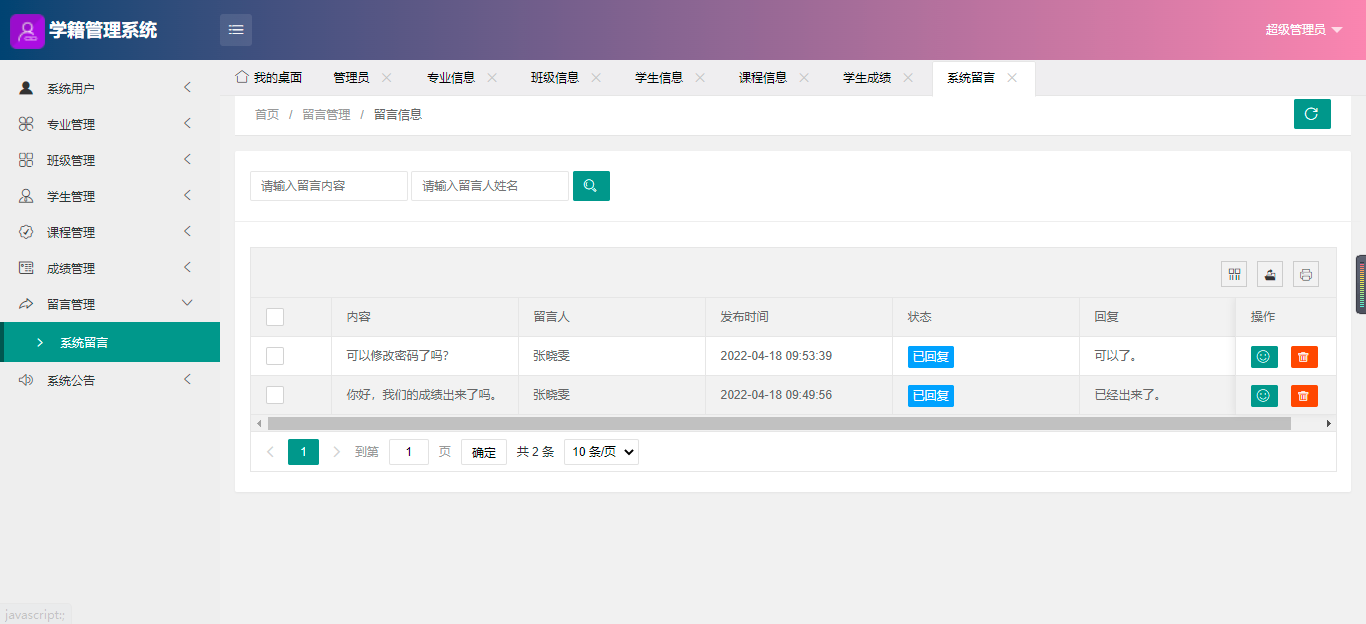 学籍管理系统
超级管理员
我的桌面 管理员 专业信息 班级信息 学生信息 课程信息 学生成绩 系统留言
系统用户
专业管理
班级管理
学生管理
课程管理
成绩管理
留言管理
系统留言
系统公告
首页 / 留言管理 / 留言信息
请输入留言内容 请输入留言人姓名
内容 留言人 发布时间 状态 回复 操作
可以修改密码了吗? 张晓雯 2022-04-18 09:53:39 已回复 可以了。
你好，我们的成绩出来了吗。 张晓雯 2022-04-18 09:49:56 已回复 已经出来了。
1 到第 1 页 确定 共 2 条 10 条/页
javascript:;